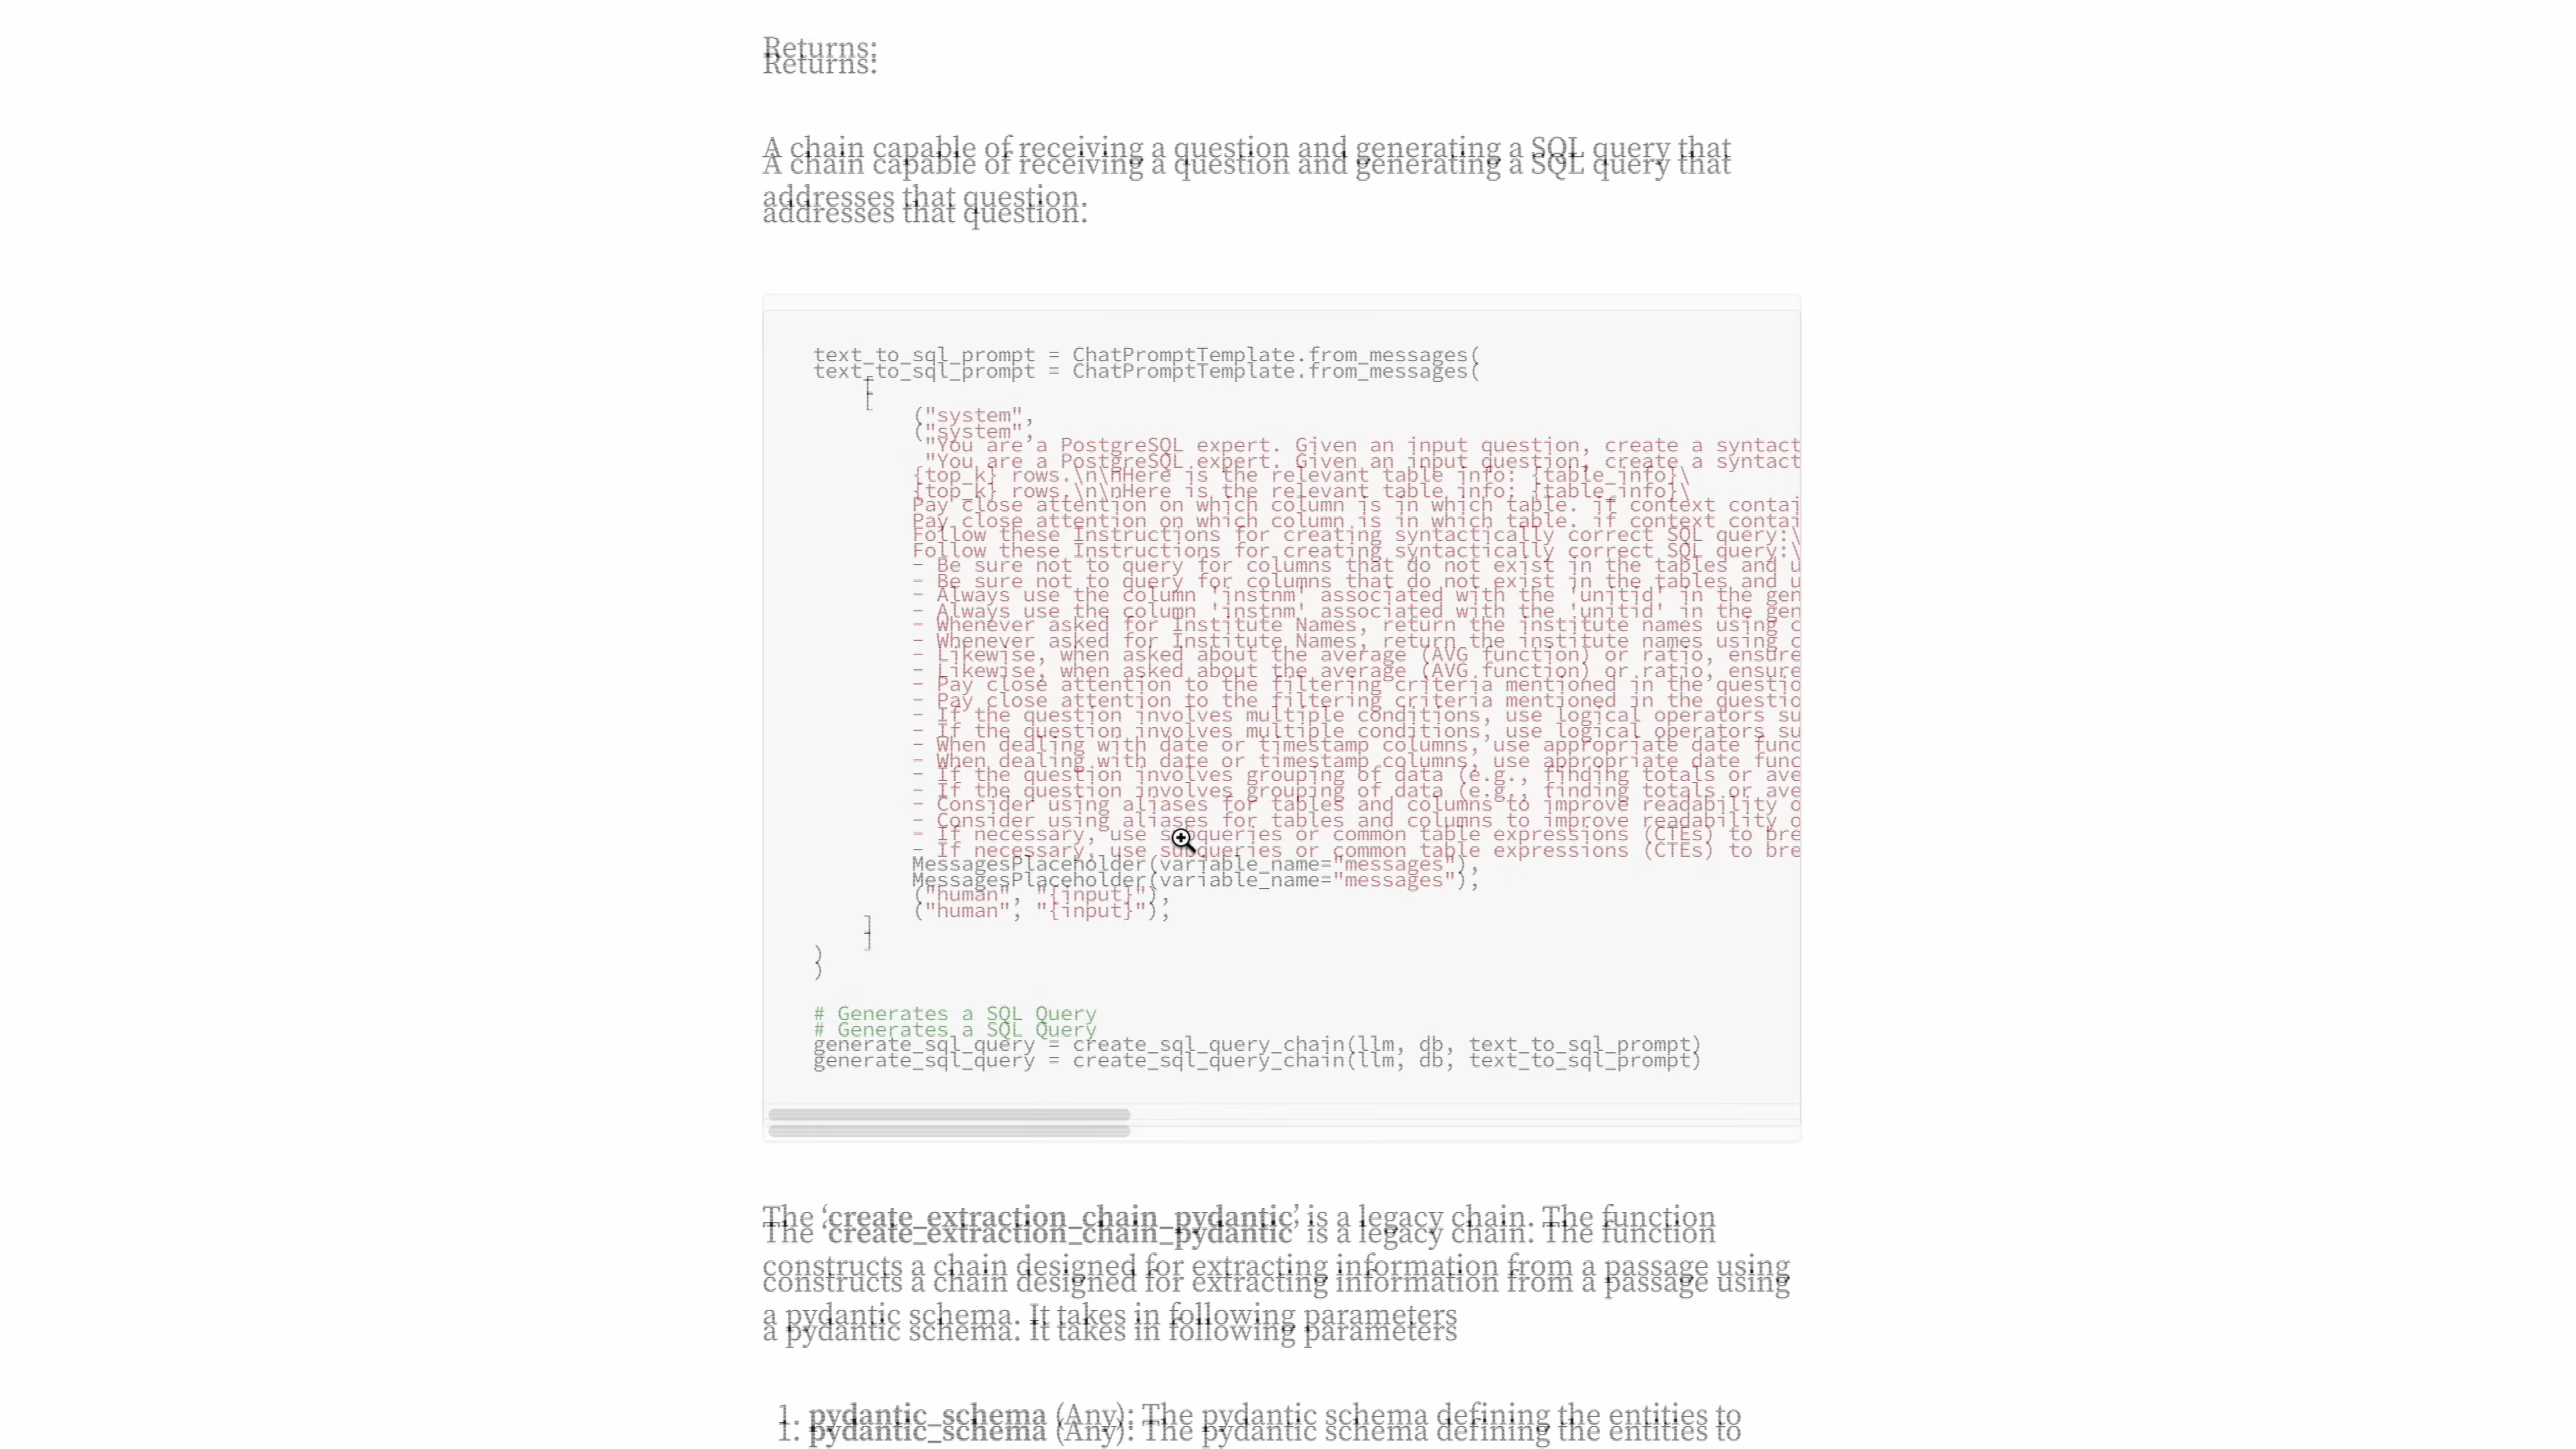 Returns:
A chain capable of receiving a question and generating a SQL query that
addresses that question.
text_to_sql_prompt = ChatPromptTemplate.from_messages(
[
("system",
"You are a PostgreSQL expert. Given an input question, create a syntact
{top_k} rows.\n\nHere is the relevant table info: {table_info}\
Pay close attention on which column is in which table. if context contai
Follow these Instructions for creating syntactically correct SQL query:\
- Be sure not to query for columns that do not exist in the tables and u
- Always use the column 'instnm' associated with the 'unitid' in the gen
- Whenever asked for Institute Names, return the institute names using c
- Likewise, when asked about the average (AVG function) or ratio, ensure
- Pay close attention to the filtering criteria mentioned in the questio
- If the question involves multiple conditions, use logical operators su
- When dealing with date or timestamp columns, use appropriate date func
- If the question involves grouping of data (e.g., finding totals or ave
- Consider using aliases for tables and columns to improve readability o
- If necessary, use subqueries or common table expressions (CTEs) to bre
MessagesPlaceholder(variable_name="messages"),
("human", "{input}"),
]
)
# Generates a SQL Query
generate_sql_query = create_sql_query_chain(llm, db, text_to_sql_prompt)
The ‘create_extraction_chain_pydantic’ is a legacy chain. The function
constructs a chain designed for extracting information from a passage using
a pydantic schema. It takes in following parameters
1. pydantic_schema (Any): The pydantic schema defining the entities to